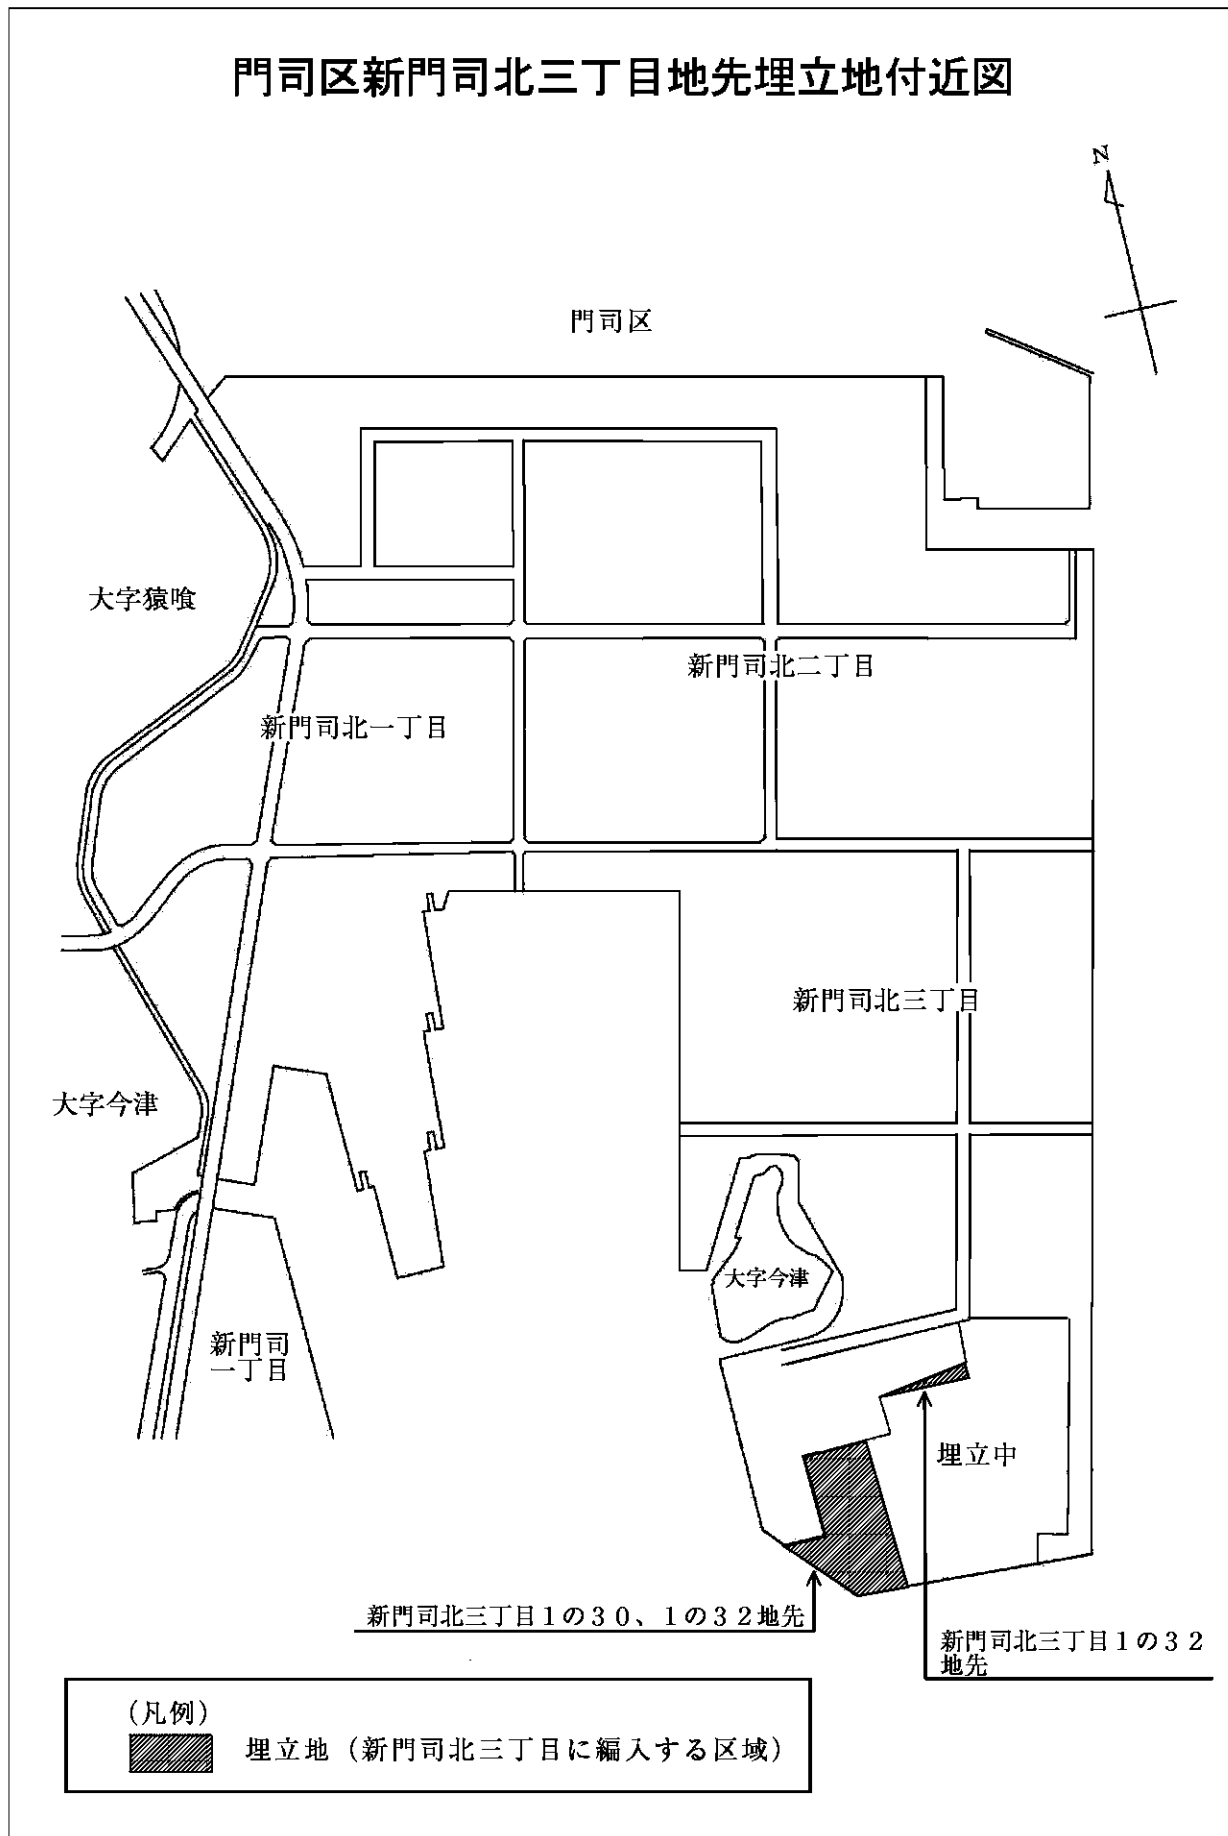 門司区新門司北三丁目地先埋立地付近図
N
門司区
大字猿喰
新門司北二丁目
新門司北一丁目
新門司北三丁目
大字今津
大字今津
新門司
一丁目
埋立中
新門司北三丁目1の30、1の32地先
新門司北三丁目1の32
地先
(凡例)
埋立地(新門司北三丁目に編入する区域)